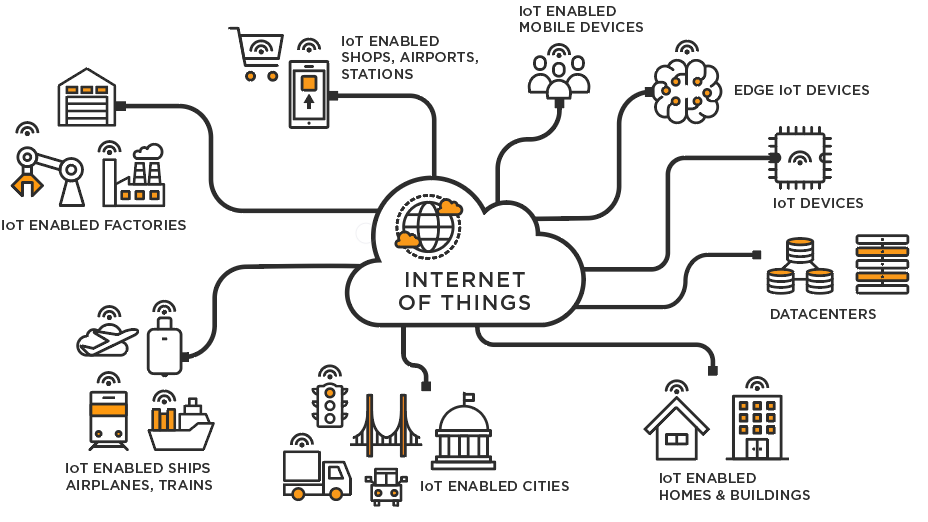 IoT ENABLED
MOBILE DEVICES
IoT ENABLED
SHOPS, AIRPORTS,
STATIONS
EDGE IoT DEVICES
IoT DEVICES
IoT ENABLED FACTORIES
INTERNET
OF THINGS
DATACENTERS
IoT ENABLED SHIPS
AIRPLANES, TRAINS
IoT ENABLED CITIES
IoT ENABLED
HOMES & BUILDINGS